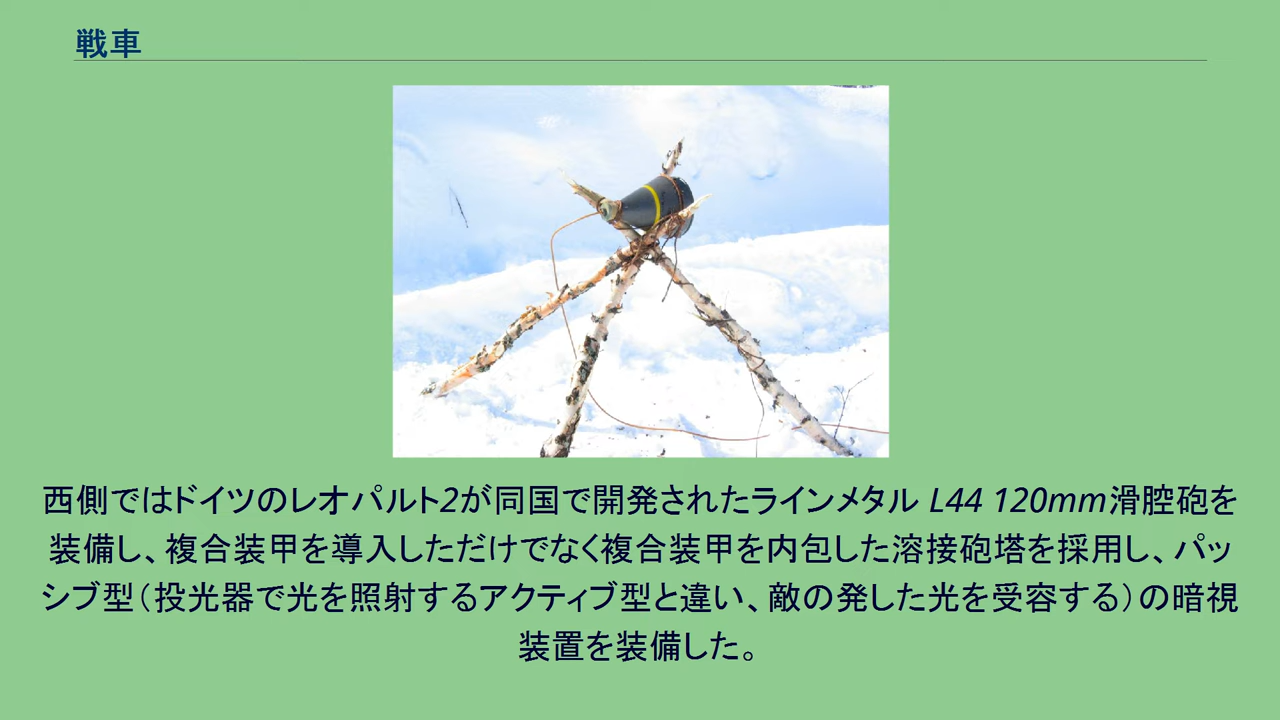 戦車
西側ではドイツのレオパルト2が同国で開発されたラインメタル L44 120mm滑腔砲を
装備し、複合装甲を導入しただけでなく複合装甲を内包した溶接砲塔を採用し、パッ
シブ型（投光器で光を照射するアクティブ型と違い、敵の発した光を受容する）の暗視
装置を装備した。